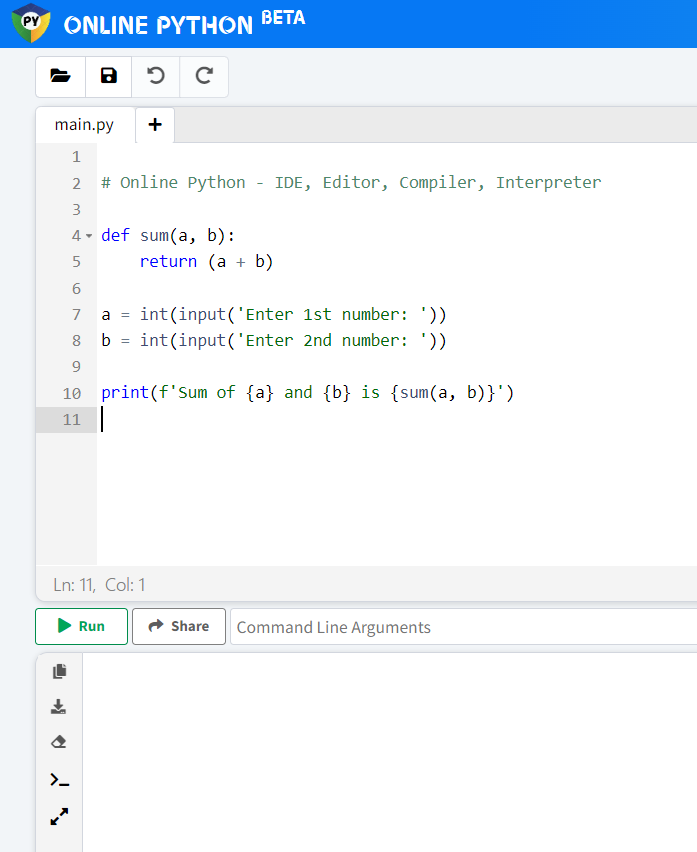 PY ONLINE PYTHON BETA
main.py +
1
2 # Online Python - IDE, Editor, Compiler, Interpreter
3
4 def sum(a, b):
5     return (a + b)
6
7 a = int(input('Enter 1st number: '))
8 b = int(input('Enter 2nd number: '))
9
10 print(f'Sum of {a} and {b} is {sum(a, b)}')
11
Ln: 11, Col: 1
Run Share Command Line Arguments